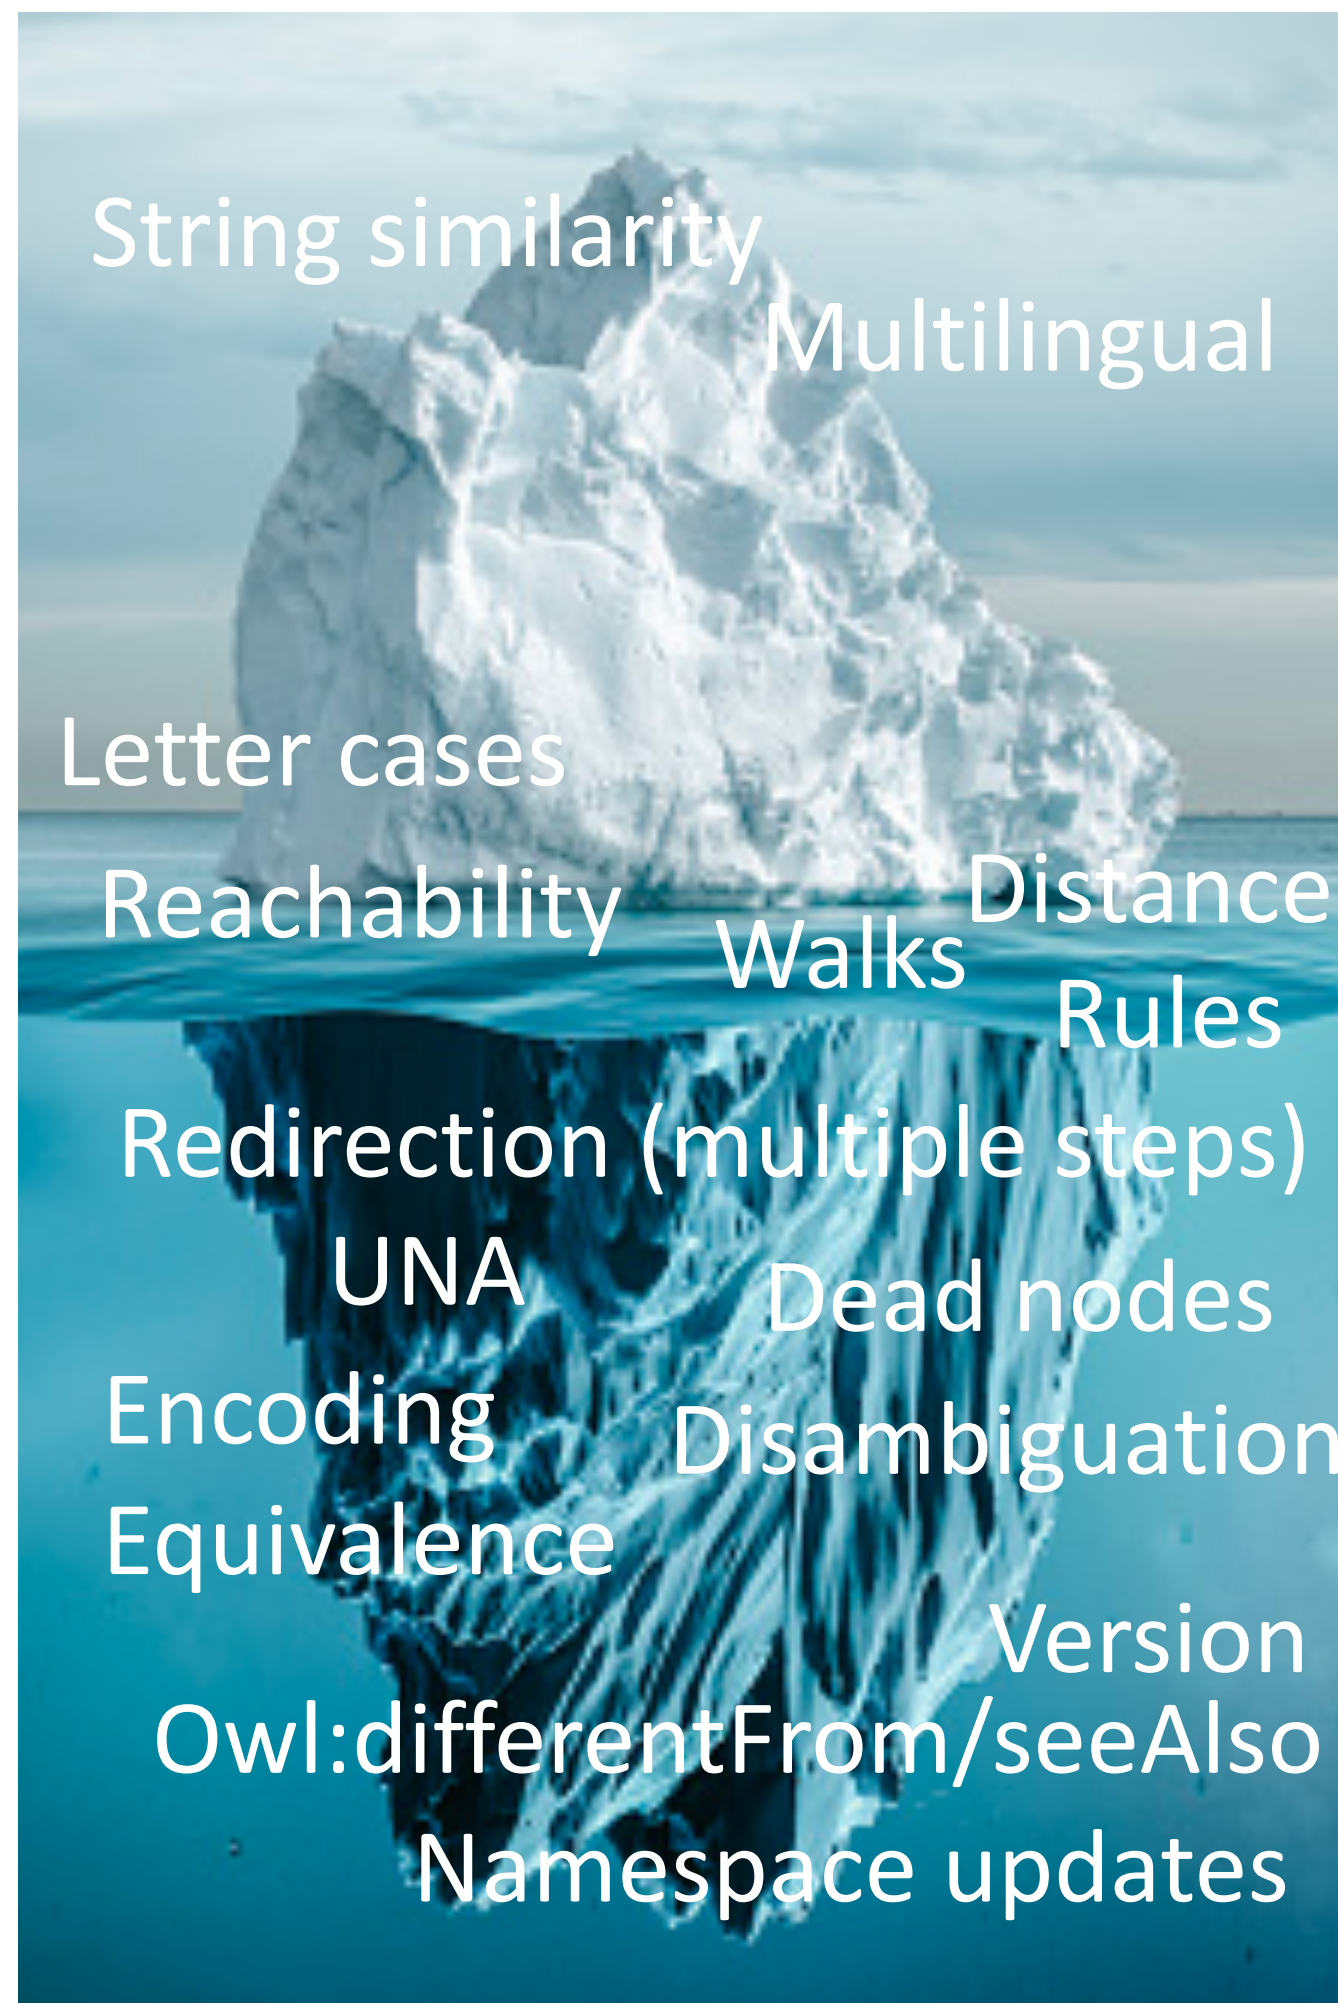 String similarity
Multilingual
Letter cases
Reachability
Distance
Walks
Rules
Redirection (multiple steps)
UNA
Dead nodes
Encoding
Disambiguation
Equivalence
Version
Owl:differentFrom/seeAlso
Namespace updates